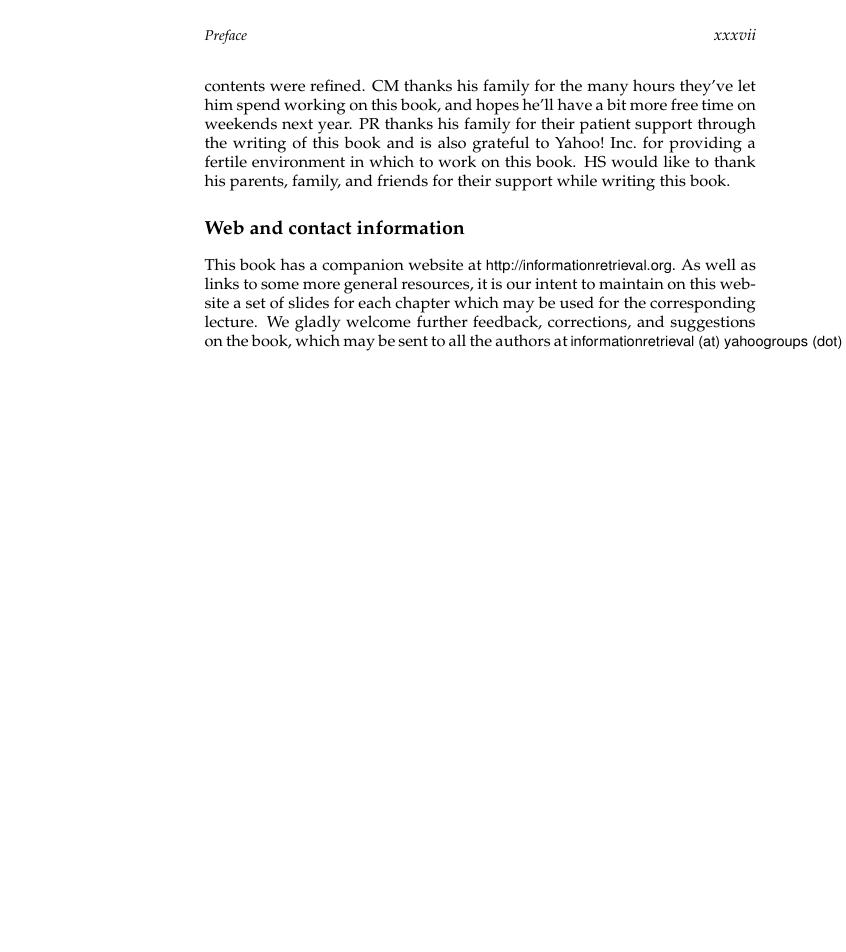 Preface xxxvii
contents were refined. CM thanks his family for the many hours they've let
him spend working on this book, and hopes he'll have a bit more free time on
weekends next year. PR thanks his family for their patient support through
the writing of this book and is also grateful to Yahoo! Inc. for providing a
fertile environment in which to work on this book. HS would like to thank
his parents, family, and friends for their support while writing this book.
Web and contact information
This book has a companion website at http://informationretrieval.org. As well as
links to some more general resources, it is our intent to maintain on this web-
site a set of slides for each chapter which may be used for the corresponding
lecture. We gladly welcome further feedback, corrections, and suggestions
on the book, which may be sent to all the authors at informationretrieval (at) yahoogroups (dot)